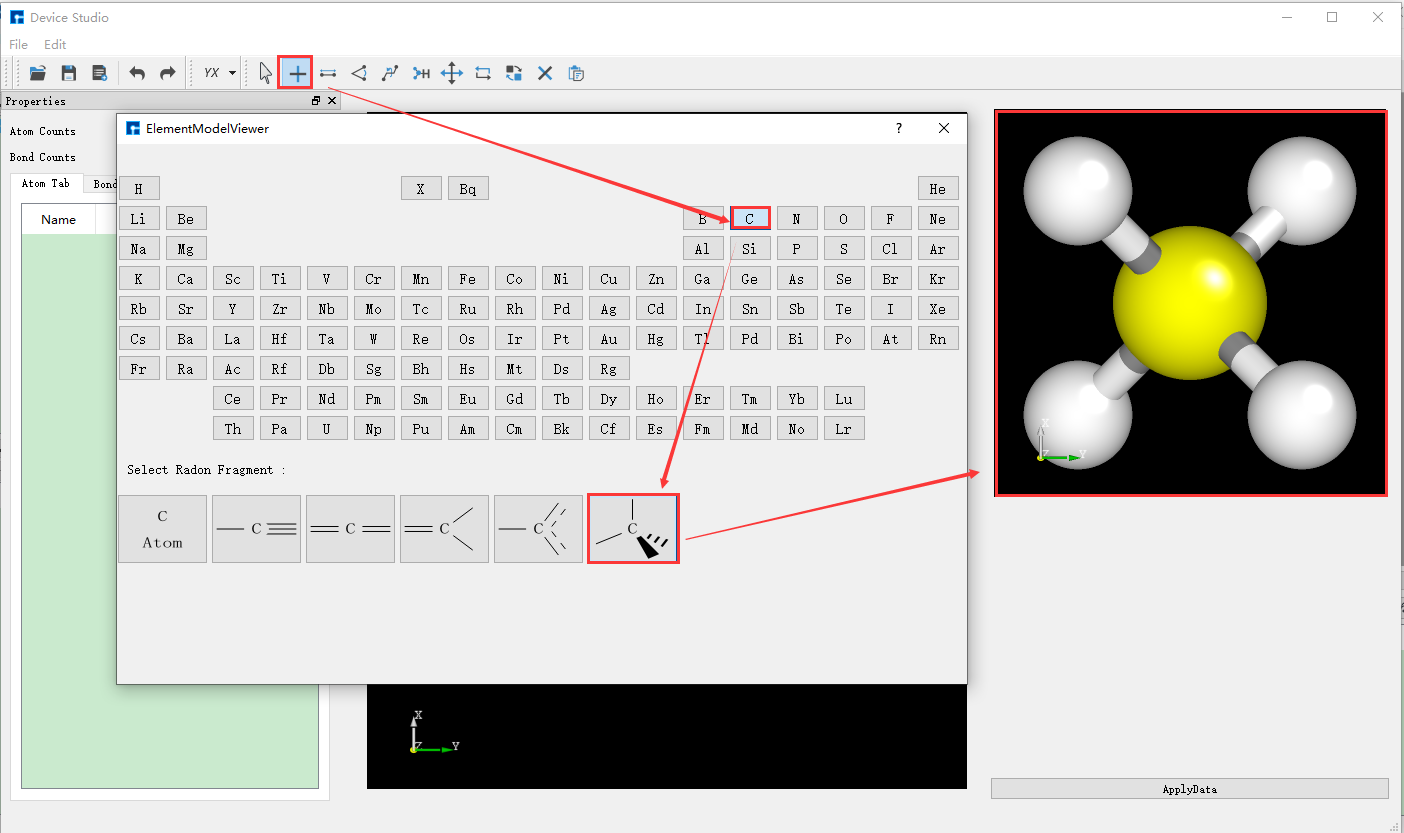 Device Studio
File Edit
YX
Properties
Atom Counts
Bond Counts
Atom Tab Bond
Name
ElementModelViewer
?
H X Bq He
Li Be B C N O F Ne
Na Mg Al Si P S Cl Ar
K Ca Sc Ti V Cr Mn Fe Co Ni Cu Zn Ga Ge As Se Br Kr
Rb Sr Y Zr Nb Mo Tc Ru Rh Pd Ag Cd In Sn Sb Te I Xe
Cs Ba La Hf Ta W Re Os Ir Pt Au Hg Tl Pd Bi Po At Rn
Fr Ra Ac Rf Db Sg Bh Hs Mt Ds Rg
Ce Pr Nd Pm Sm Eu Gd Tb Dy Ho Er Tm Yb Lu
Th Pa U Np Pu Am Cm Bk Cf Es Fm Md No Lr
Select Radon Fragment :
C
Atom
C
C
C
C
C
X
Z Y
X
Z Y
ApplyData